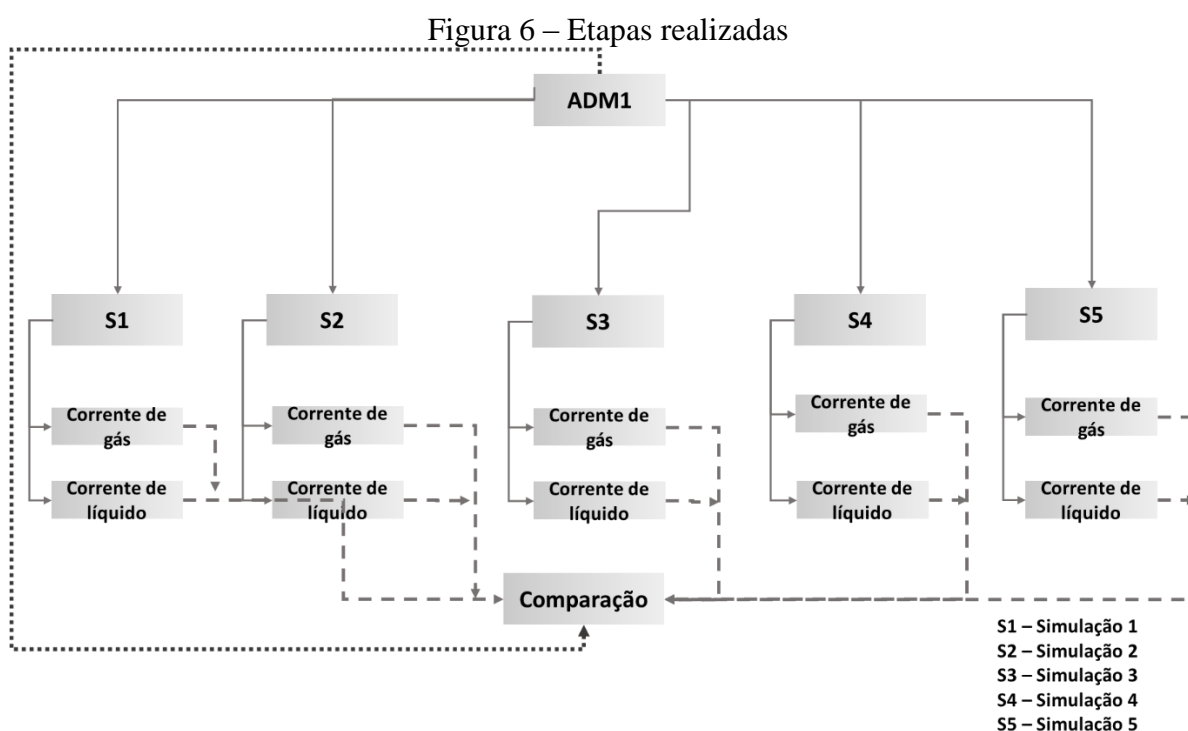 Figura 6 – Etapas realizadas
ADM1
S1
S2
S3
S4
S5
Corrente de
gás
Corrente de
líquido
Corrente de
gás
Corrente de
líquido
Corrente de
gás
Corrente de
líquido
Corrente de
gás
Corrente de
líquido
Corrente de
gás
Corrente de
líquido
Comparação
S1 – Simulação 1
S2 – Simulação 2
S3 – Simulação 3
S4 – Simulação 4
S5 – Simulação 5